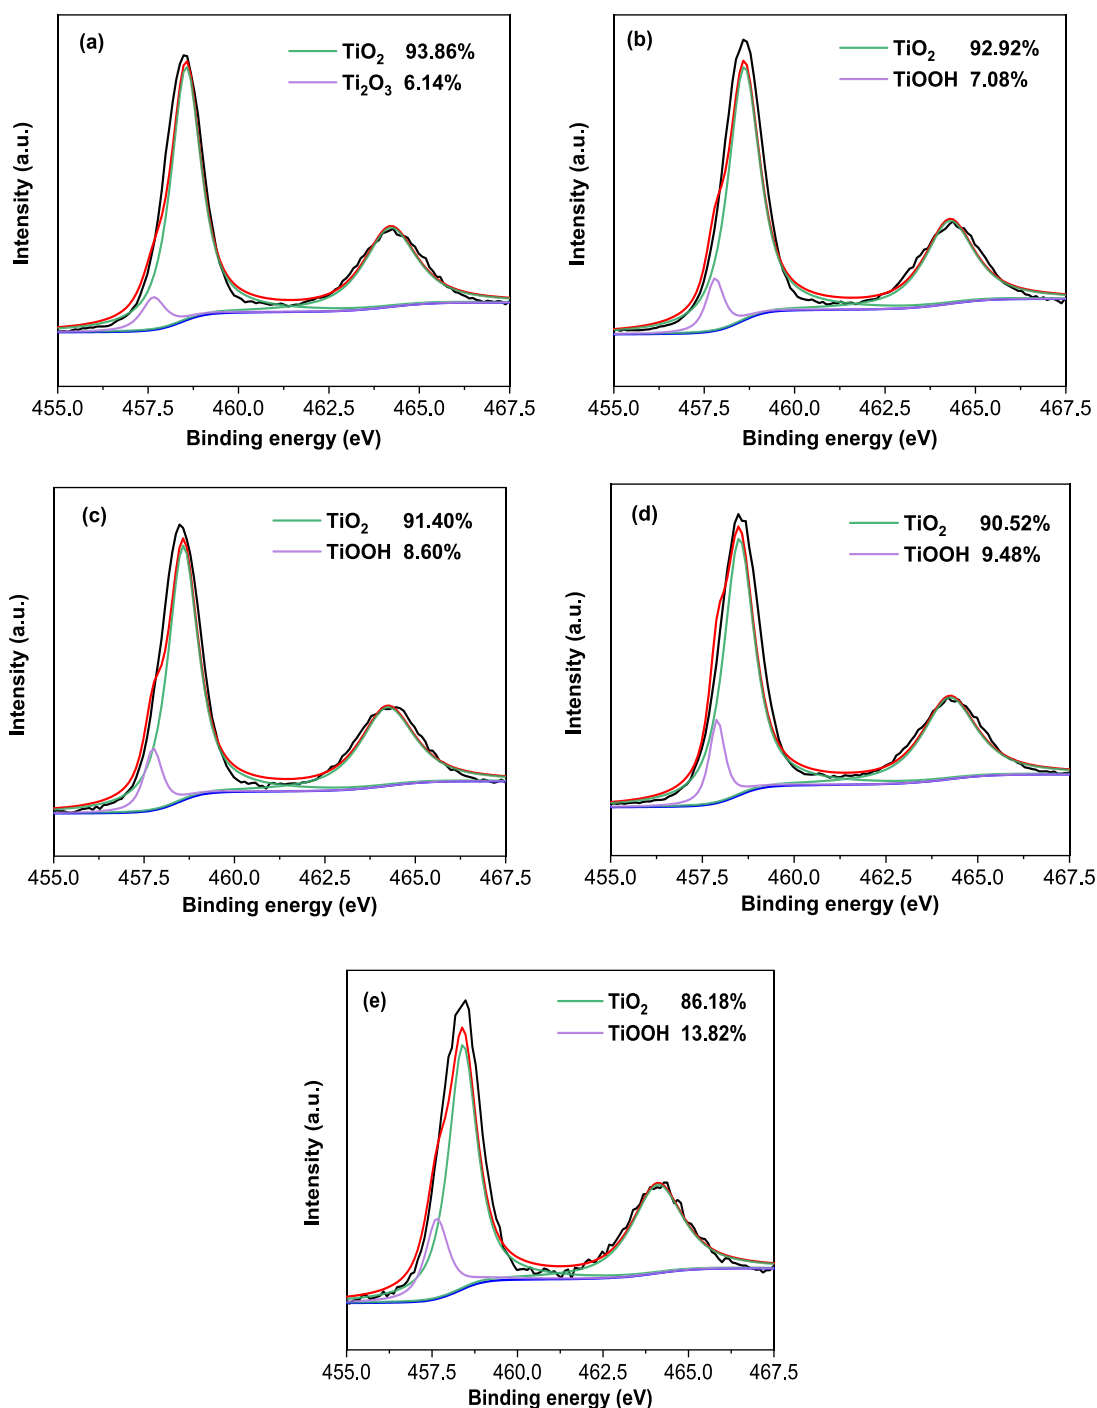 (a)
TiO₂ 93.86%
Ti₂O₃ 6.14%
Intensity (a.u.)
455.0 457.5 460.0 462.5 465.0 467.5
Binding energy (eV)
(b)
TiO₂ 92.92%
TiOOH 7.08%
Intensity (a.u.)
455.0 457.5 460.0 462.5 465.0 467.5
Binding energy (eV)
(c)
TiO₂ 91.40%
TiOOH 8.60%
Intensity (a.u.)
455.0 457.5 460.0 462.5 465.0 467.5
Binding energy (eV)
(d)
TiO₂ 90.52%
TiOOH 9.48%
Intensity (a.u.)
455.0 457.5 460.0 462.5 465.0 467.5
Binding energy (eV)
(e)
TiO₂ 86.18%
TiOOH 13.82%
Intensity (a.u.)
455.0 457.5 460.0 462.5 465.0 467.5
Binding energy (eV)